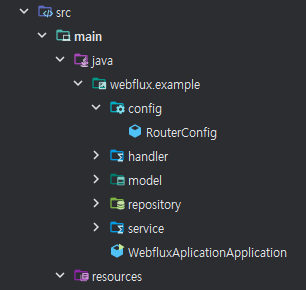 src
main
java
webflux.example
config
RouterConfig
handler
model
repository
service
WebfluxAplicationApplication
resources